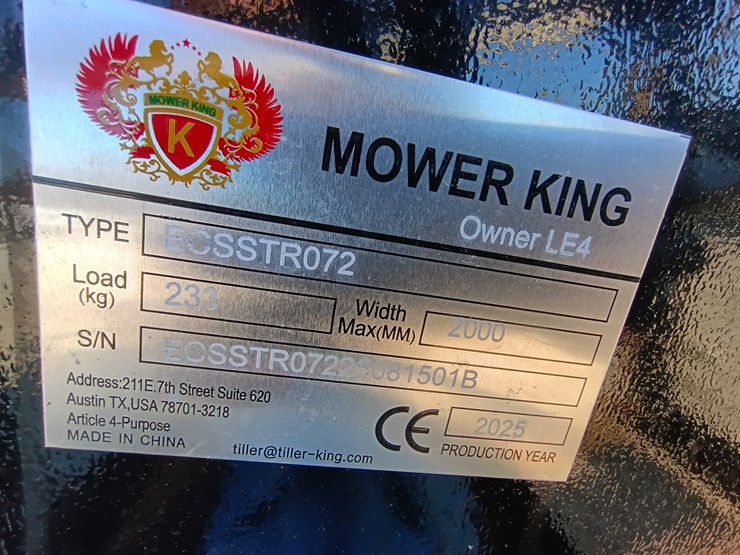 MOWER KING
K
MOWER KING
Owner LE4
TYPE ECSSTR072
Load (kg)
Width Max(MM) 2000
S/N
Address:211E.7th Street Suite 620
Austin TX,USA 78701-3218
Article 4-Purpose
MADE IN CHINA
tiller@tiller-king.com
CE 2025
PRODUCTION YEAR